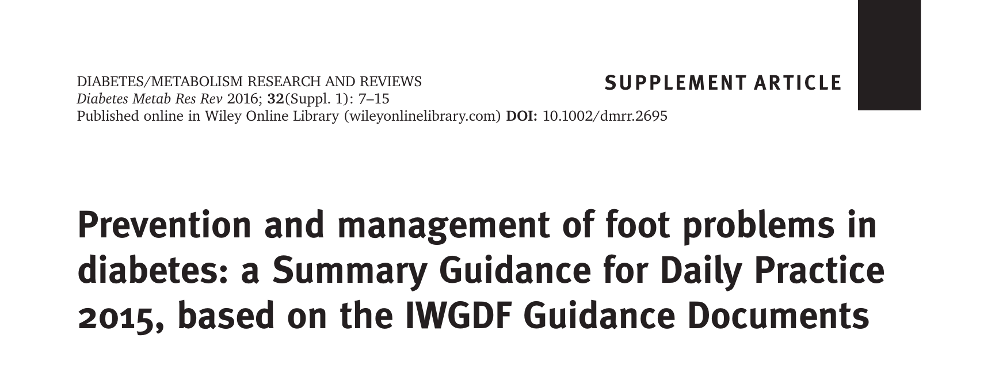 DIABETES/METABOLISM RESEARCH AND REVIEWS
Diabetes Metab Res Rev 2016; 32(Suppl. 1): 7–15
Published online in Wiley Online Library (wileyonlinelibrary.com) DOI: 10.1002/dmrr.2695
SUPPLEMENT ARTICLE
Prevention and management of foot problems in
diabetes: a Summary Guidance for Daily Practice
2015, based on the IWGDF Guidance Documents